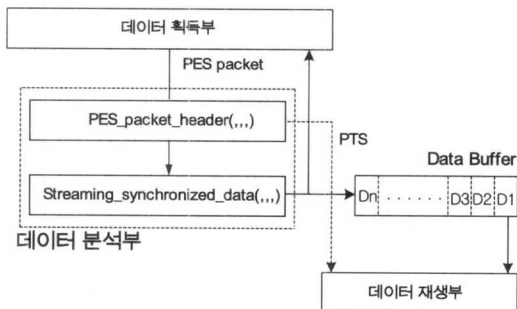 데이터 획득부
PES packet
PES_packet_header(,,,)
PTS
Data Buffer
Streaming_synchronized_data(,,,)
Dn . . . . . . D3 D2 D1
데이터 분석부
데이터 재생부